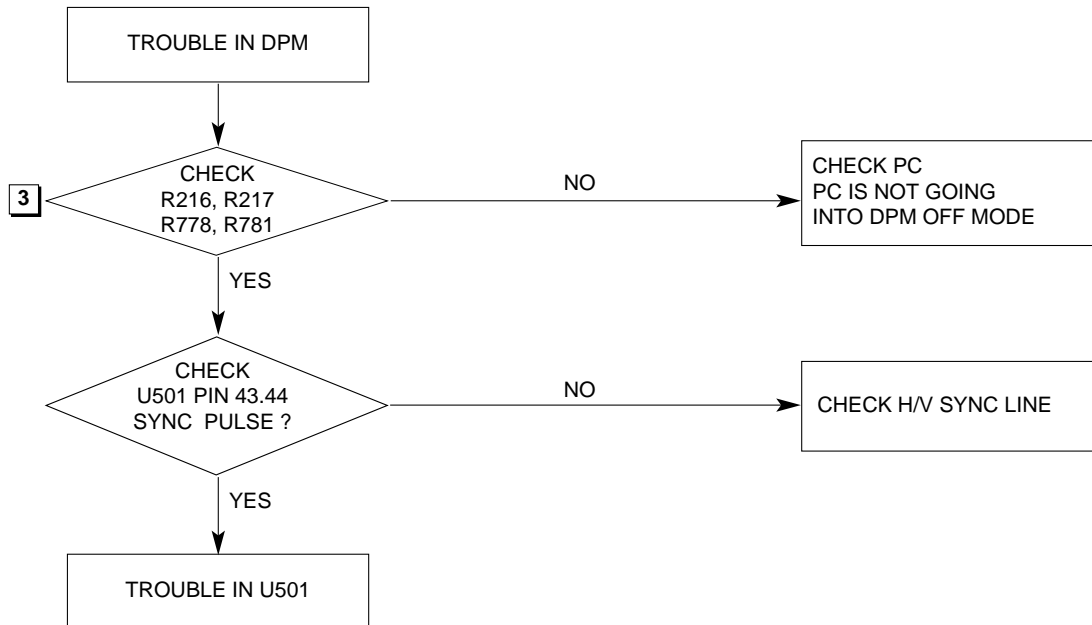 TROUBLE IN DPM
3
CHECK
R216, R217
R778, R781
NO
CHECK PC
PC IS NOT GOING
INTO DPM OFF MODE
YES
CHECK
U501 PIN 43.44
SYNC PULSE ?
NO
CHECK H/V SYNC LINE
YES
TROUBLE IN U501